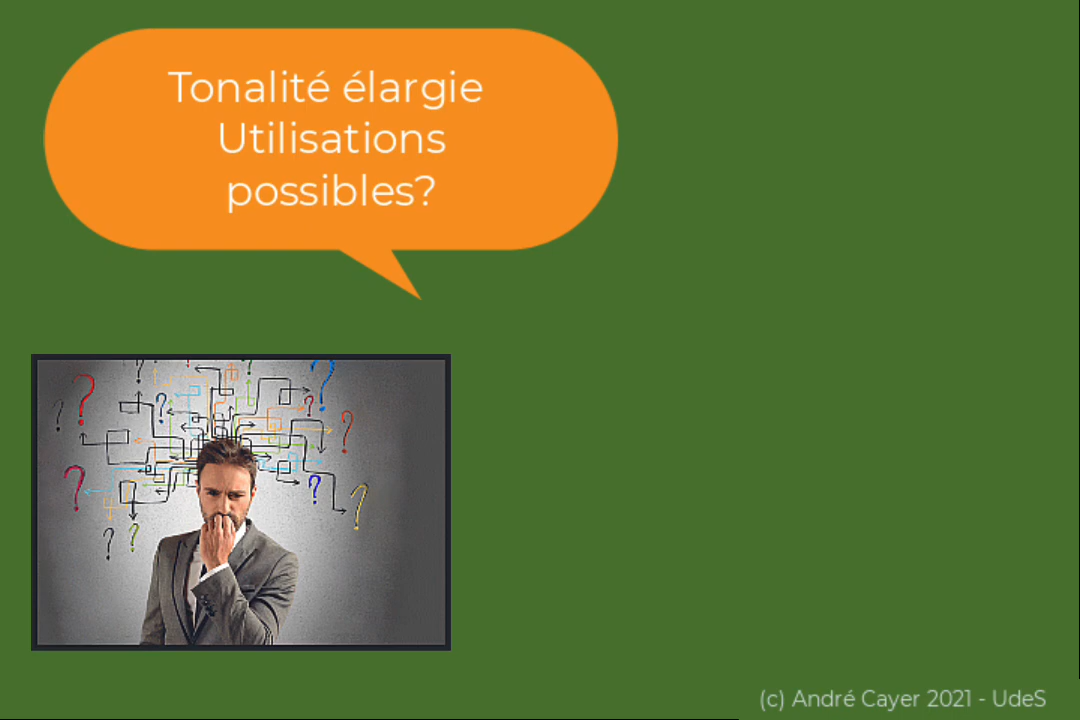 Tonalité élargie
Utilisations
possibles?
(c) André Cayer 2021 - UdeS